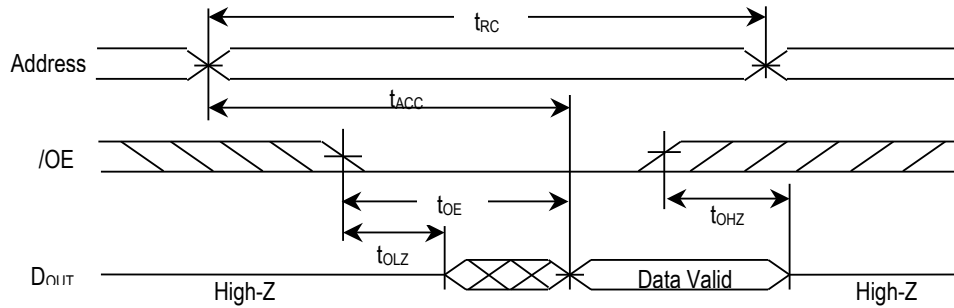 tRC
Address
tACC
/OE
tOE
tOHZ
tOLZ
DOUT
High-Z
Data Valid
High-Z